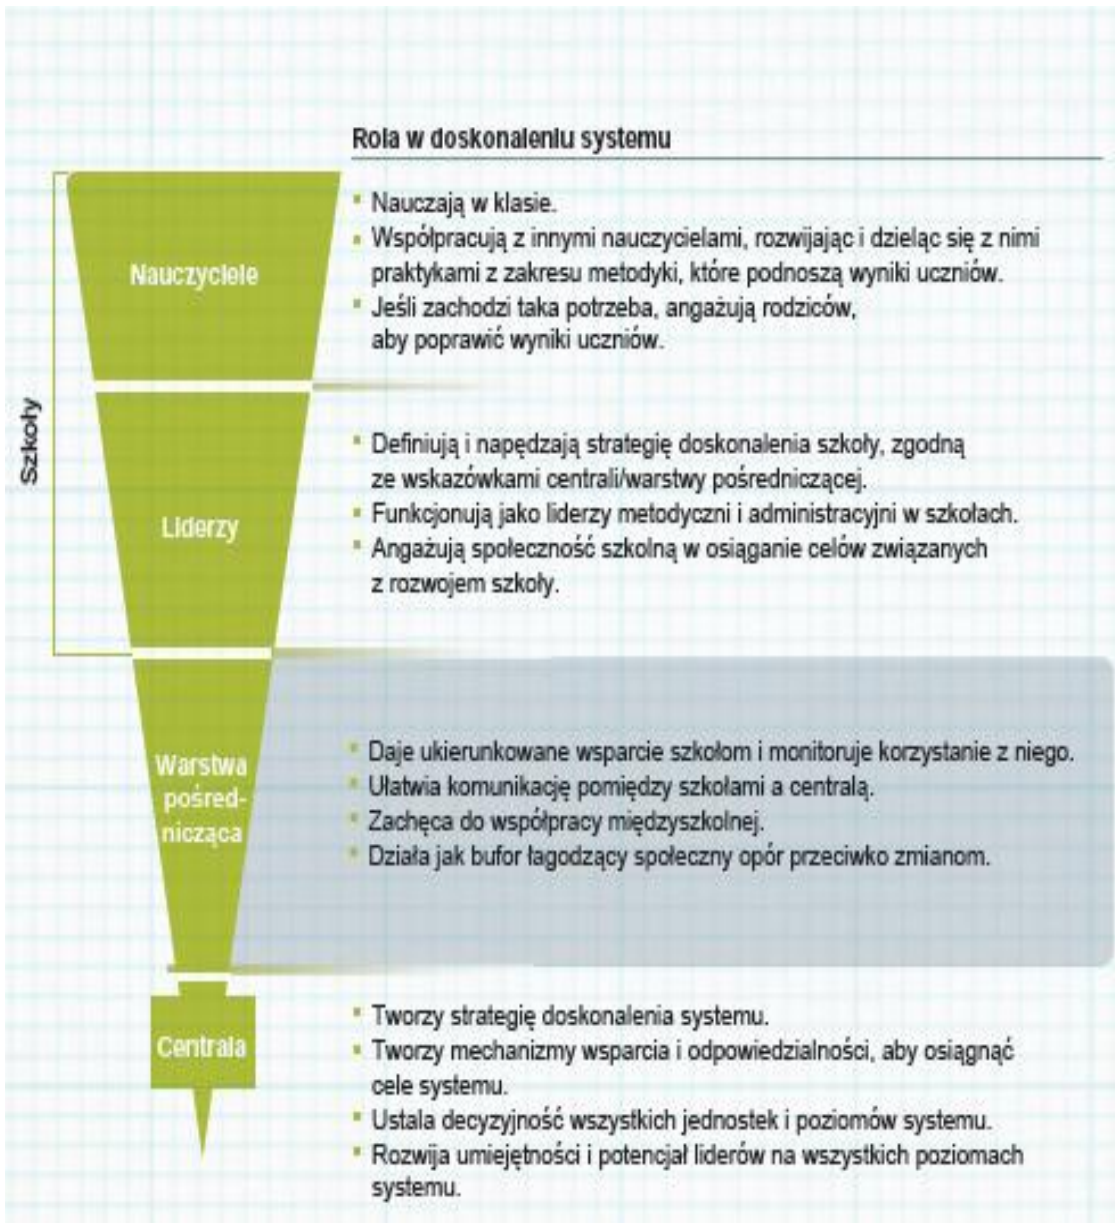 Rola w doskonaleniu systemu
Szkoły
Nauczyciele
Nauczają w klasie.
Współpracują z innymi nauczycielami, rozwijając i dzieląc się z nimi
praktykami z zakresu metodyki, które podnoszą wyniki uczniów.
Jeśli zachodzi taka potrzeba, angażują rodziców,
aby poprawić wyniki uczniów.
Liderzy
Definiują i napędzają strategię doskonalenia szkoły, zgodną
ze wskazówkami centrali/warstwy pośredniczącej.
Funkcjonują jako liderzy metodyczni i administracyjni w szkołach.
Angażują społeczność szkolną w osiąganie celów związanych
z rozwojem szkoły.
Warstwa
pośred-
nicząca
Daje ukierunkowane wsparcie szkołom i monitoruje korzystanie z niego.
Ułatwia komunikację pomiędzy szkołami a centralą.
Zachęca do współpracy międzyszkolnej.
Działa jak bufor łagodzący społeczny opór przeciwko zmianom.
Centrala
Tworzy strategię doskonalenia systemu.
Tworzy mechanizmy wsparcia i odpowiedzialności, aby osiągnąć
cele systemu.
Ustala decyzyjność wszystkich jednostek i poziomów systemu.
Rozwija umiejętności i potencjał liderów na wszystkich poziomach
systemu.